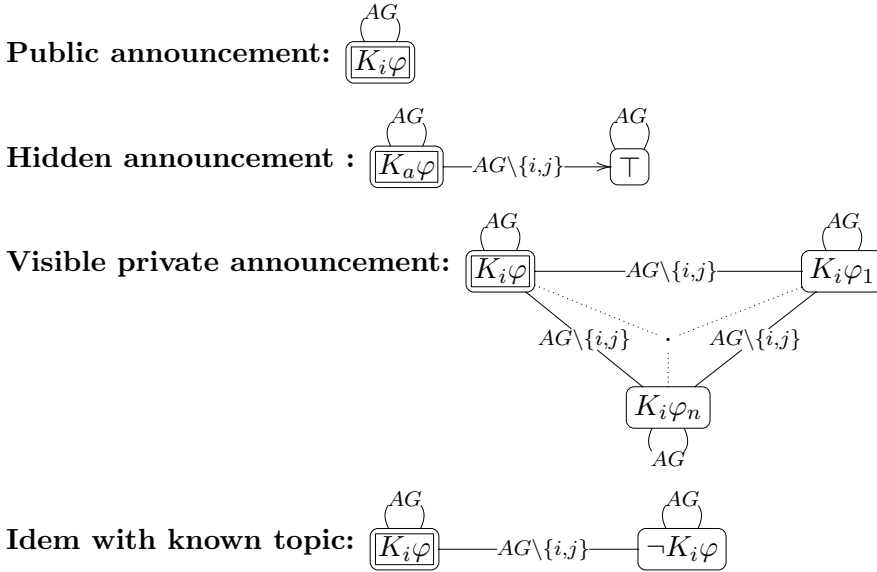 AG
Public announcement: K_iφ
AG AG
Hidden announcement : K_aφ AG\{i,j} ⊤
AG AG
Visible private announcement: K_iφ AG\{i,j} K_iφ_1
AG\{i,j} AG\{i,j}
K_iφ_n
AG
AG AG
Idem with known topic: K_iφ AG\{i,j} ¬K_iφ